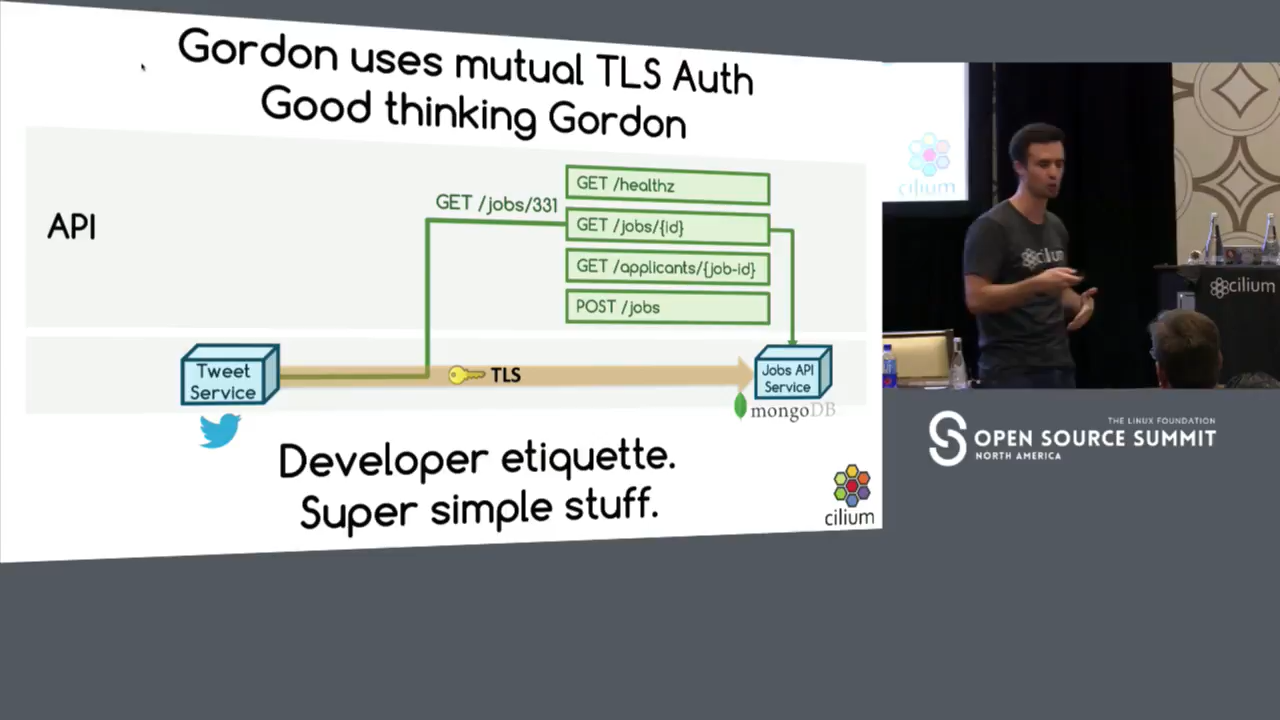 Gordon uses mutual TLS Auth
Good thinking Gordon
API
GET /jobs/331
GET /healthz
GET /jobs/{id}
GET /applicants/{job-id}
POST /jobs
Tweet
Service
TLS
Jobs API
Service
mongoDB
Developer etiquette.
Super simple stuff.
cilium
cilium
cilium
cilium
THE LINUX FOUNDATION
OPEN SOURCE SUMMIT
NORTH AMERICA